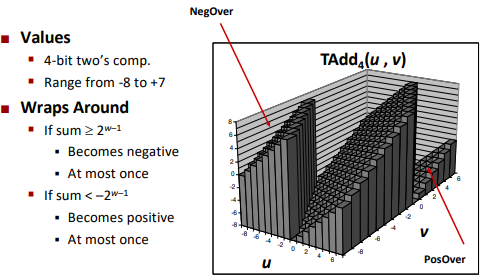 NegOver
Values
4-bit two's comp.
Range from -8 to +7
Wraps Around
If sum ≥ 2^w–1
Becomes negative
At most once
If sum < –2^w–1
Becomes positive
At most once
TAdd₄(u , v)
8
6
4
2
0
-2
-4
-6
-8
-8 -6 -4 -2 0 2 4 6
u
-8 -6 -4 -2 0 2 4 6
v
PosOver